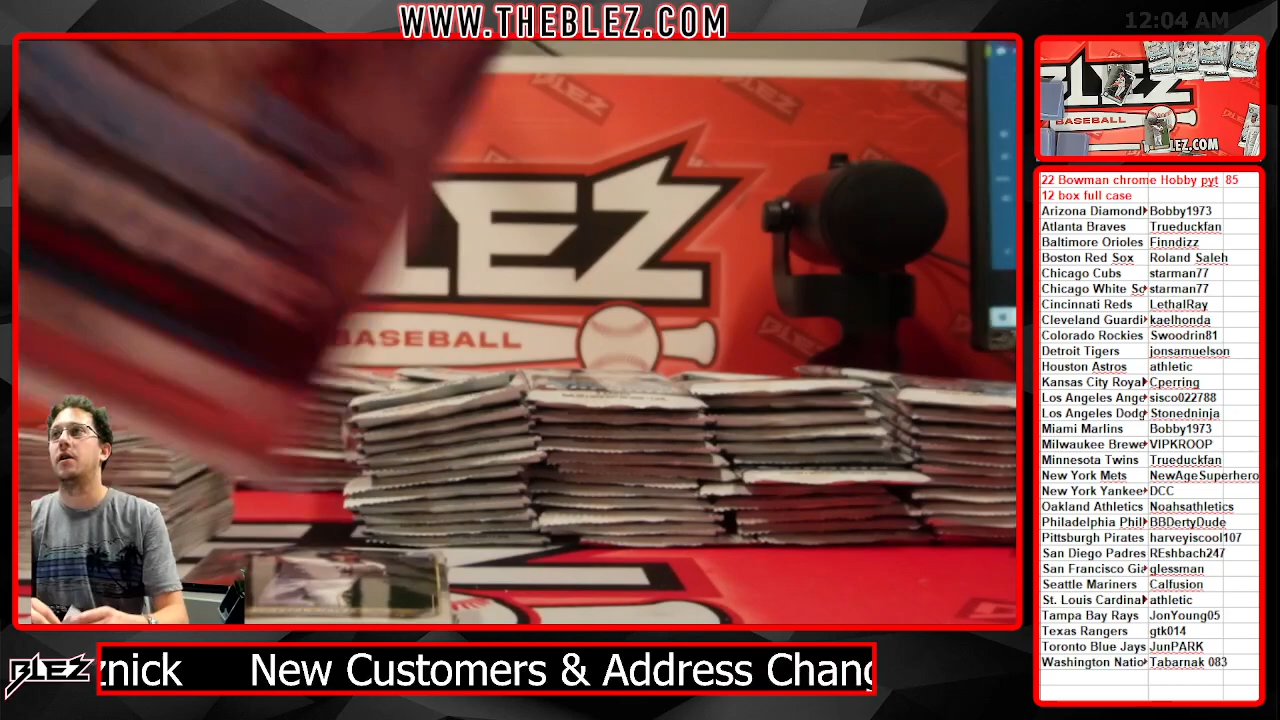 WWW.THEBLEZ.COM
12:04 AM
BLEZ
LEZ
BASEBALL
BLEZ
BLEZ
LEZ
BASEBALL
BLEZ.COM
22 Bowman chrome Hobby pyt 85
12 box full case
Arizona Diamond Bobby1973
Atlanta Braves Trueduckfan
Baltimore Orioles Finndizz
Boston Red Sox Roland Saleh
Chicago Cubs starman77
Chicago White So starman77
Cincinnati Reds LethalRay
Cleveland Guardi kaelhonda
Colorado Rockies Swoodrin81
Detroit Tigers jonsamuelson
Houston Astros athletic
Kansas City Royal Cperring
Los Angeles Ange sisco022788
Los Angeles Dodg Stonedninja
Miami Marlins Bobby1973
Milwaukee Brewe VIPKROOP
Minnesota Twins Trueduckfan
New York Mets NewAgeSuperhero
New York Yankee DCC
Oakland Athletics Noahsathletics
Philadelphia Phill BBDertyDude
Pittsburgh Pirates harveyiscool107
San Diego Padres REshbach247
San Francisco Gia glessman
Seattle Mariners Calfusion
St. Louis Cardinal athletic
Tampa Bay Rays JonYoung05
Texas Rangers gtk014
Toronto Blue Jays JunPARK
Washington Natio Tabarnak 083
BLEZ
znick New Customers & Address Chang